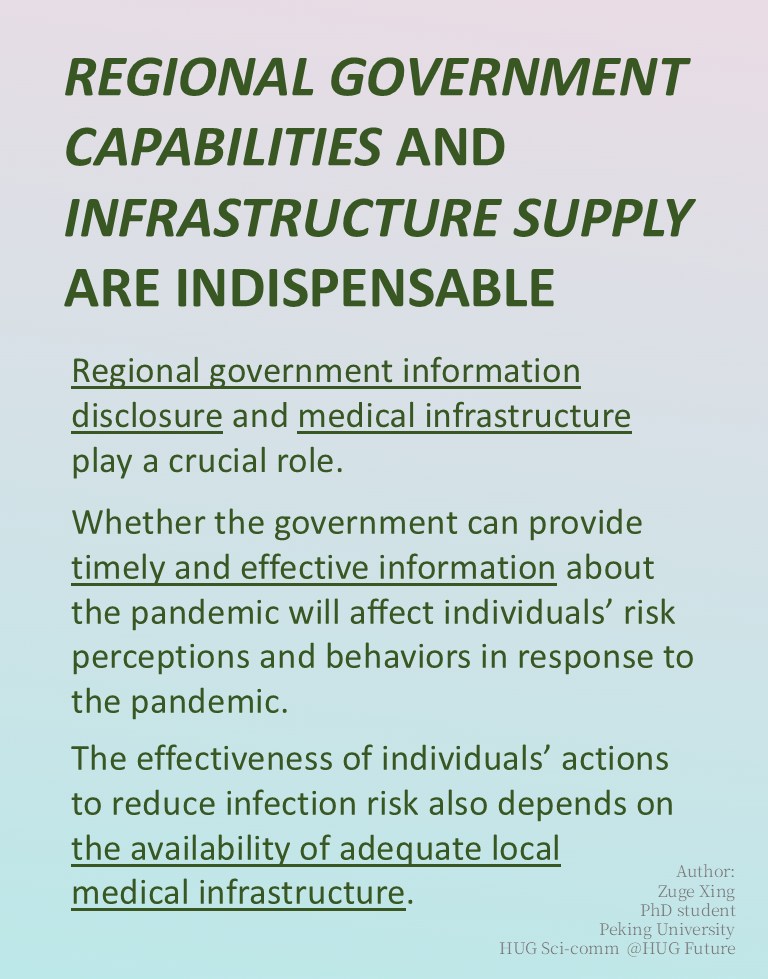 REGIONAL GOVERNMENT
CAPABILITIES AND
INFRASTRUCTURE SUPPLY
ARE INDISPENSABLE
Regional government information
disclosure and medical infrastructure
play a crucial role.
Whether the government can provide
timely and effective information about
the pandemic will affect individuals’ risk
perceptions and behaviors in response to
the pandemic.
The effectiveness of individuals’ actions
to reduce infection risk also depends on
the availability of adequate local
medical infrastructure.
Author:
Zuge Xing
PhD student
Peking University
HUG Sci-comm @HUG Future